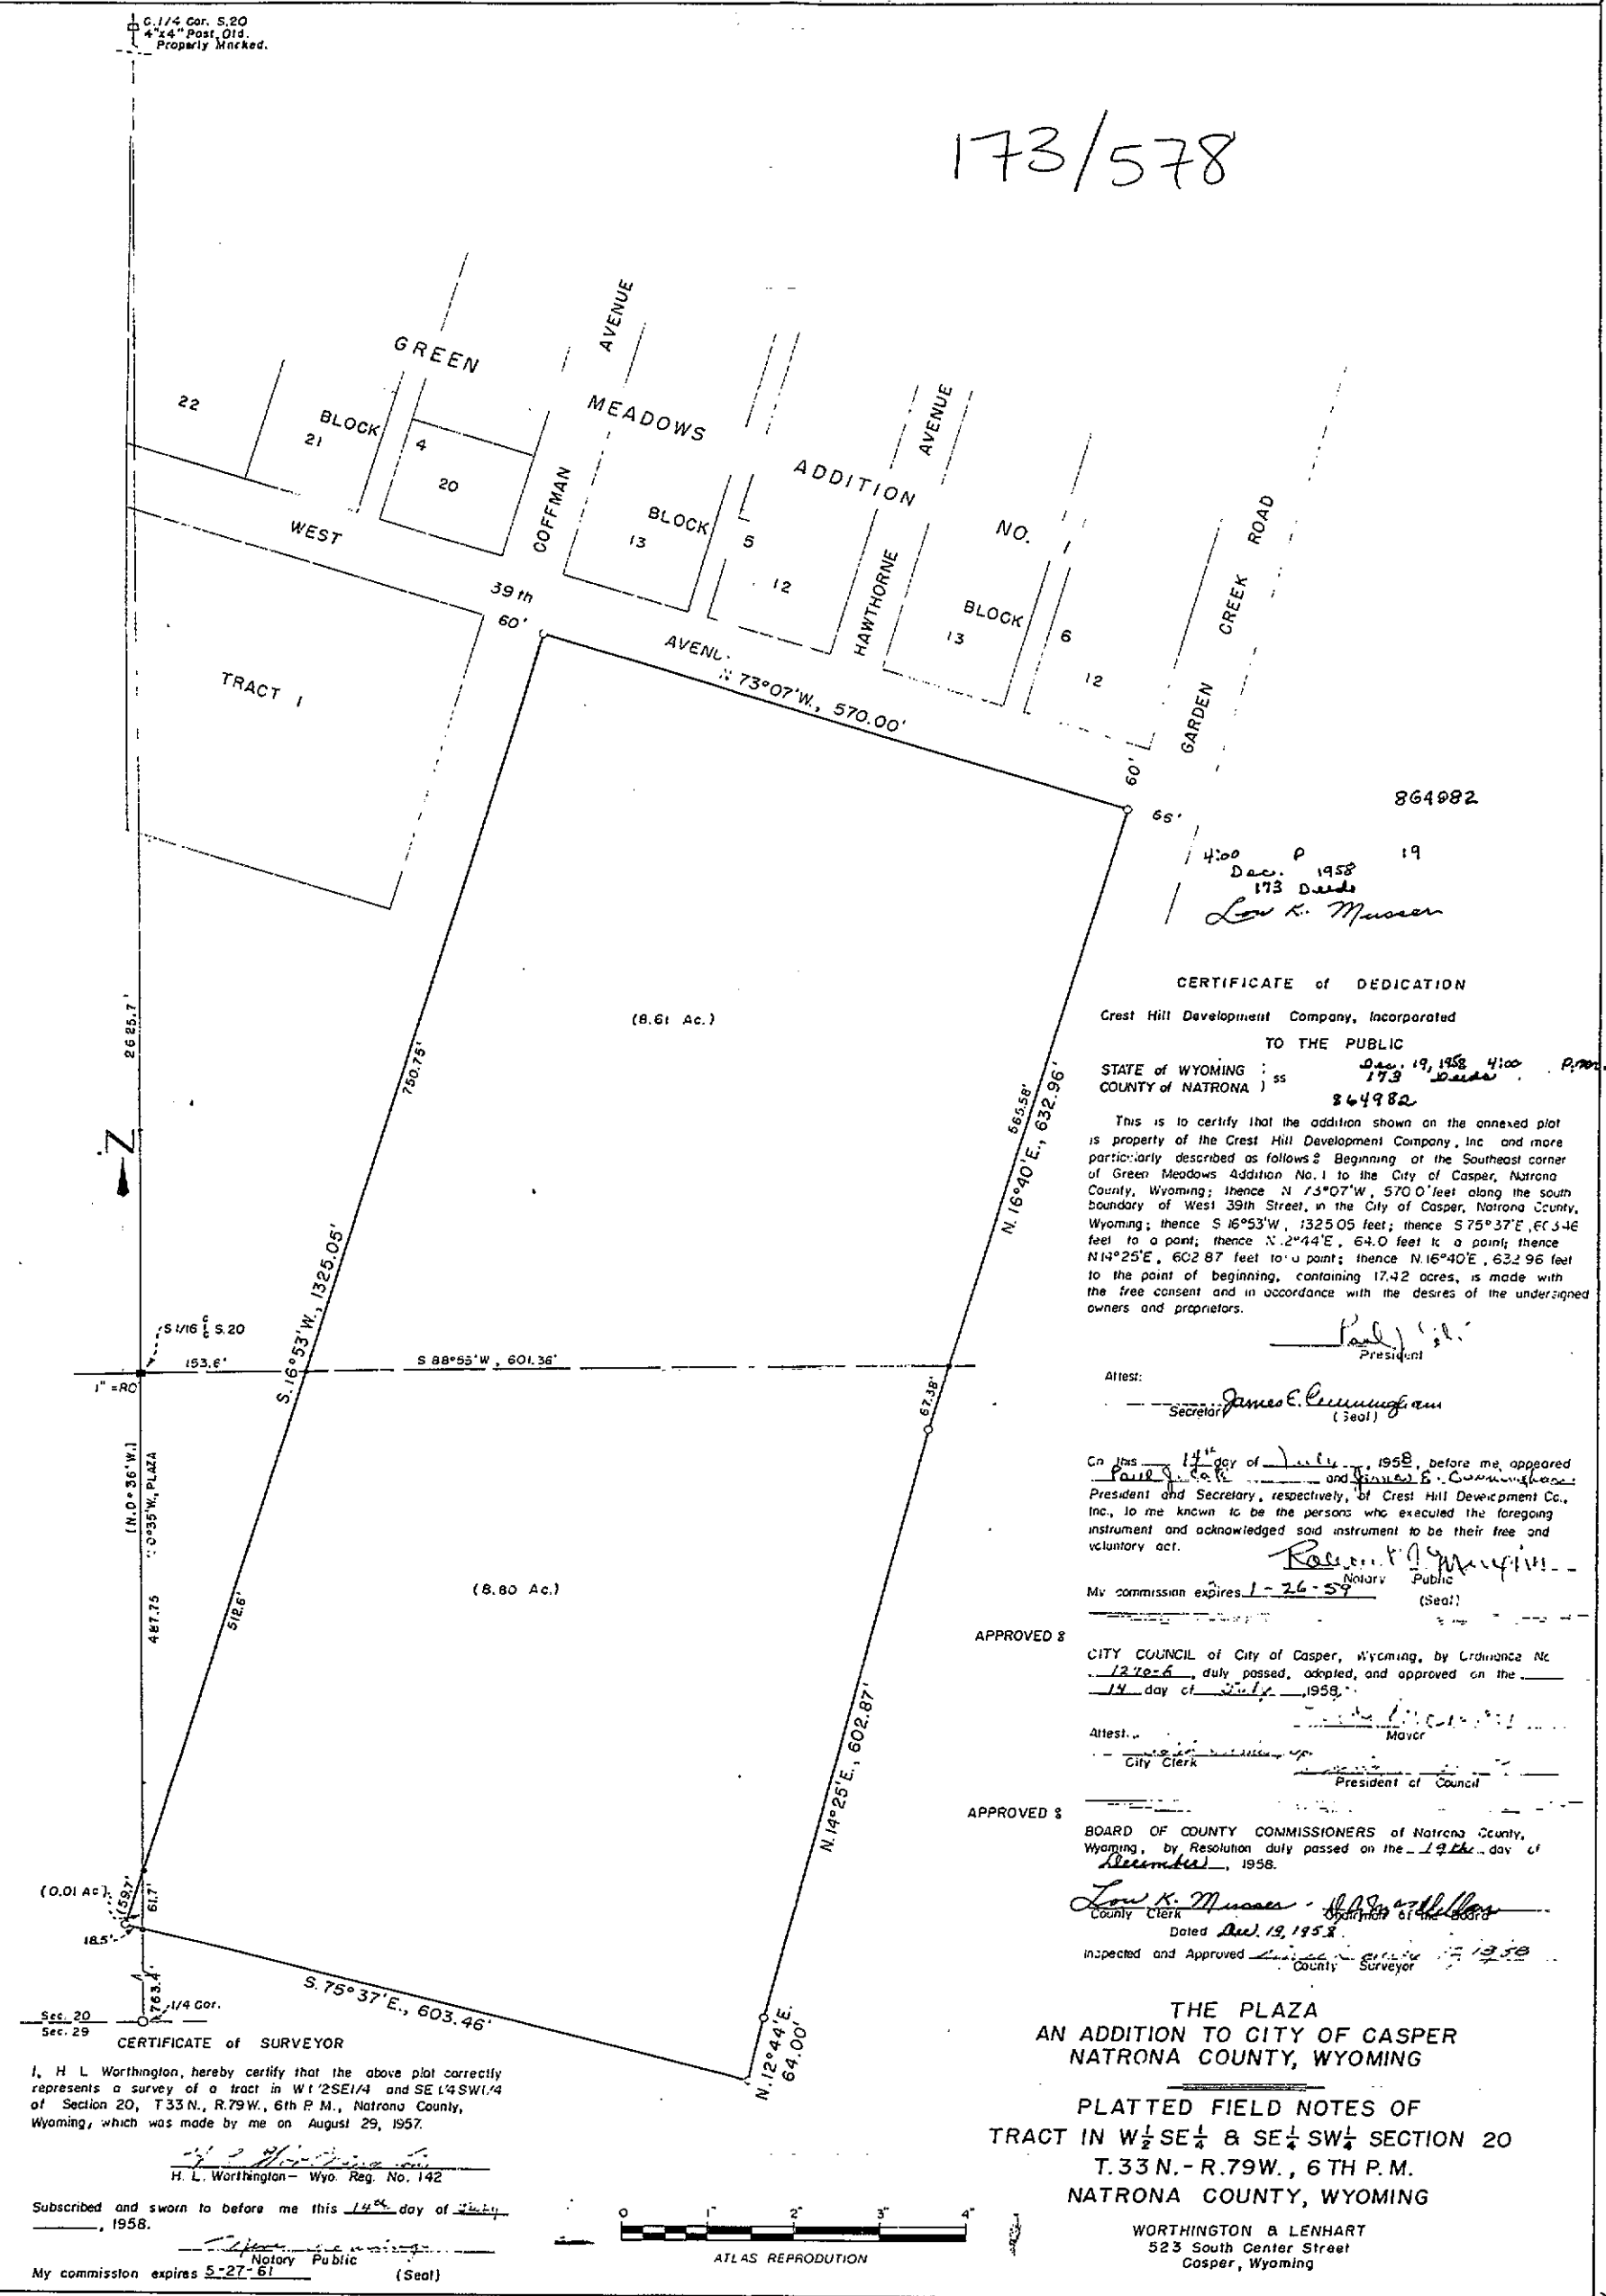 C.1/4 Cor. S.20
4"x4" Post, Old.
Properly Marked.
173/578
GREEN
MEADOWS
ADDITION
NO.
AVENUE
COFFMAN
AVENUE
HAWTHORNE
ROAD
CREEK
GARDEN
22
BLOCK
21
4
20
BLOCK
13
5
12
BLOCK
13
6
12
WEST
39th
60'
AVENU
N 73°07'W., 570.00'
60'
66'
TRACT 1
864982
4:00 P 19
Dec. 1958
173 Deeds
Lou K. Musser
2625.7'
N
750.75'
(8.61 Ac.)
565.58'
N. 16°40'E., 632.96'
S. 16°53'W., 1325.05'
S 1/16 S.20
153.6'
S 88°55'W, 601.36'
1" = RO
67.38'
[N.0°36'W.]
0°35'W., PLAZA
487.75
512.6'
(8.80 Ac.)
N.14°25'E., 602.87'
(0.01 Ac.)
(59.7')
61.7'
18.5'
763.4'
1/4 Cor.
Sec. 20
Sec. 29
S. 75°37'E., 603.46'
N.12°44'E.
64.00'
CERTIFICATE of DEDICATION
Crest Hill Development Company, Incorporated
TO THE PUBLIC
STATE of WYOMING
COUNTY of NATRONA ) ss
Dec. 19, 1958 4:00 P.m.
173 Deeds
864982
This is to certify that the addition shown on the annexed plot
is property of the Crest Hill Development Company, Inc and more
particularly described as follows: Beginning at the Southeast corner
of Green Meadows Addition No. 1 to the City of Casper, Natrona
County, Wyoming; thence N 73°07'W, 570 0' feet along the south
boundary of West 39th Street, in the City of Casper, Natrona County,
Wyoming; thence S 16°53'W, 1325 05 feet; thence S 75°37'E, 603.46
feet to a point; thence N.12°44'E, 64.0 feet to a point; thence
N14°25'E, 602 87 feet to a point; thence N.16°40'E, 632 96 feet
to the point of beginning, containing 17.42 acres, is made with
the free consent and in accordance with the desires of the undersigned
owners and proprietors.
Paul J
President
Attest:
James E. Cunningham
Secretary (Seal)
On this 14th day of July, 1958, before me, appeared
Paul J. and James E. Cunningham
President and Secretary, respectively, of Crest Hill Development Co.,
Inc., to me known to be the persons who executed the foregoing
instrument and acknowledged said instrument to be their free and
voluntary act.
Notary Public
My commission expires 1-26-59 (Seal)
APPROVED :
CITY COUNCIL of City of Casper, Wyoming, by Ordinance No
duly passed, adopted, and approved on the
14 day of July, 1958.
Mayor
Attest:
City Clerk
President of Council
APPROVED :
BOARD OF COUNTY COMMISSIONERS of Natrona County,
Wyoming, by Resolution duly passed on the 19th day of
December, 1958.
Lou K. Musser
County Clerk Chairman of the Board
Dated Dec. 19, 1958.
Inspected and Approved 1958
County Surveyor
CERTIFICATE of SURVEYOR
I, H L Worthington, hereby certify that the above plat correctly
represents a survey of a tract in W1/2SE1/4 and SE 1/4SW1/4
of Section 20, T33N., R.79W., 6th P.M., Natrona County,
Wyoming, which was made by me on August 29, 1957.
H. L. Worthington - Wyo. Reg. No. 142
Subscribed and sworn to before me this 14th day of July
, 1958.
Notary Public
My commission expires 5-27-61 (Seal)
0 1" 2" 3" 4"
ATLAS REPRODUTION
THE PLAZA
AN ADDITION TO CITY OF CASPER
NATRONA COUNTY, WYOMING
PLATTED FIELD NOTES OF
TRACT IN W½ SE¼ & SE¼ SW¼ SECTION 20
T.33N.-R.79W., 6TH P.M.
NATRONA COUNTY, WYOMING
WORTHINGTON & LENHART
523 South Center Street
Casper, Wyoming